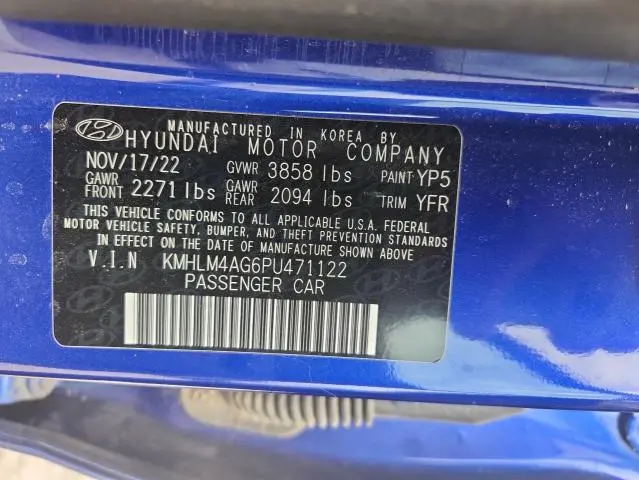 MANUFACTURED IN KOREA BY
HYUNDAI MOTOR COMPANY
NOV/17/22 GVWR 3858 lbs PAINT YP5
GAWR FRONT 2271 lbs GAWR REAR 2094 lbs TRIM YFR
THIS VEHICLE CONFORMS TO ALL APPLICABLE U.S.A. FEDERAL
MOTOR VEHICLE SAFETY, BUMPER, AND THEFT PREVENTION STANDARDS
IN EFFECT ON THE DATE OF MANUFACTURE SHOWN ABOVE
V.I.N KMHLM4AG6PU471122
PASSENGER CAR